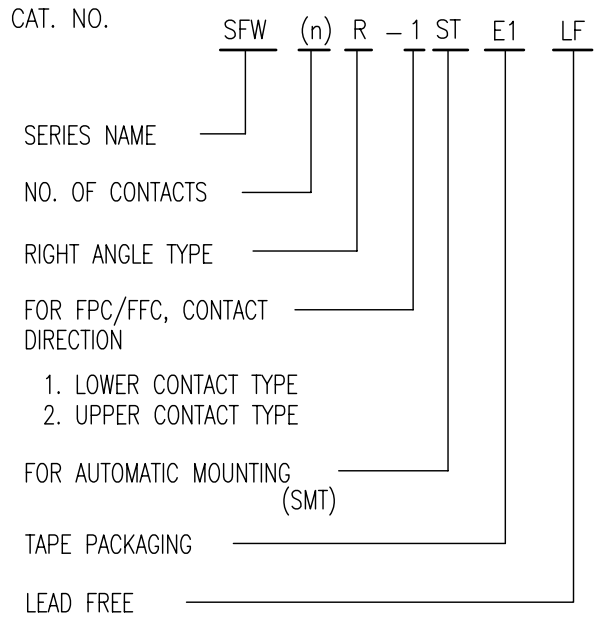 CAT. NO.
SFW (n) R - 1 ST E1 LF
SERIES NAME
NO. OF CONTACTS
RIGHT ANGLE TYPE
FOR FPC/FFC, CONTACT
DIRECTION
1. LOWER CONTACT TYPE
2. UPPER CONTACT TYPE
FOR AUTOMATIC MOUNTING
(SMT)
TAPE PACKAGING
LEAD FREE